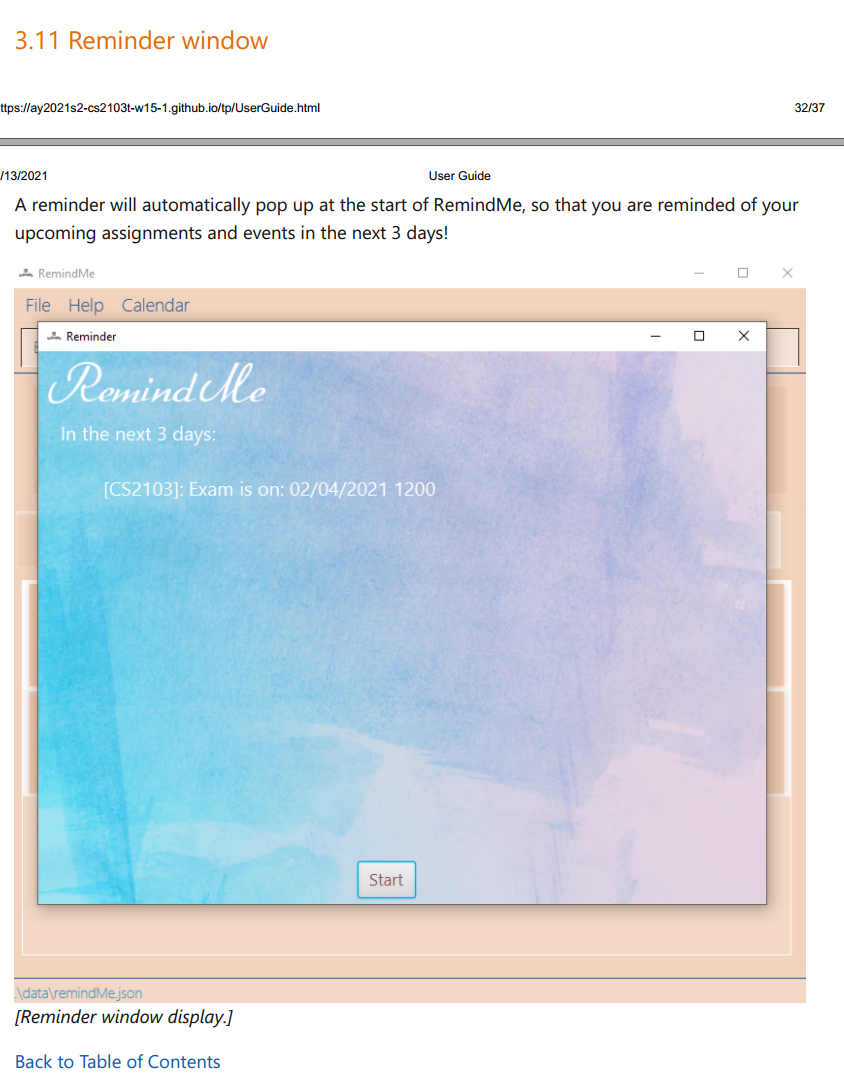 3.11 Reminder window
ttps://ay2021s2-cs2103t-w15-1.github.io/tp/UserGuide.html 32/37
/13/2021 User Guide
A reminder will automatically pop up at the start of RemindMe, so that you are reminded of your
upcoming assignments and events in the next 3 days!
RemindMe
File Help Calendar
Reminder
RemindMe
In the next 3 days:
[CS2103]: Exam is on: 02/04/2021 1200
Start
.\data\remindMe.json
[Reminder window display.]
Back to Table of Contents